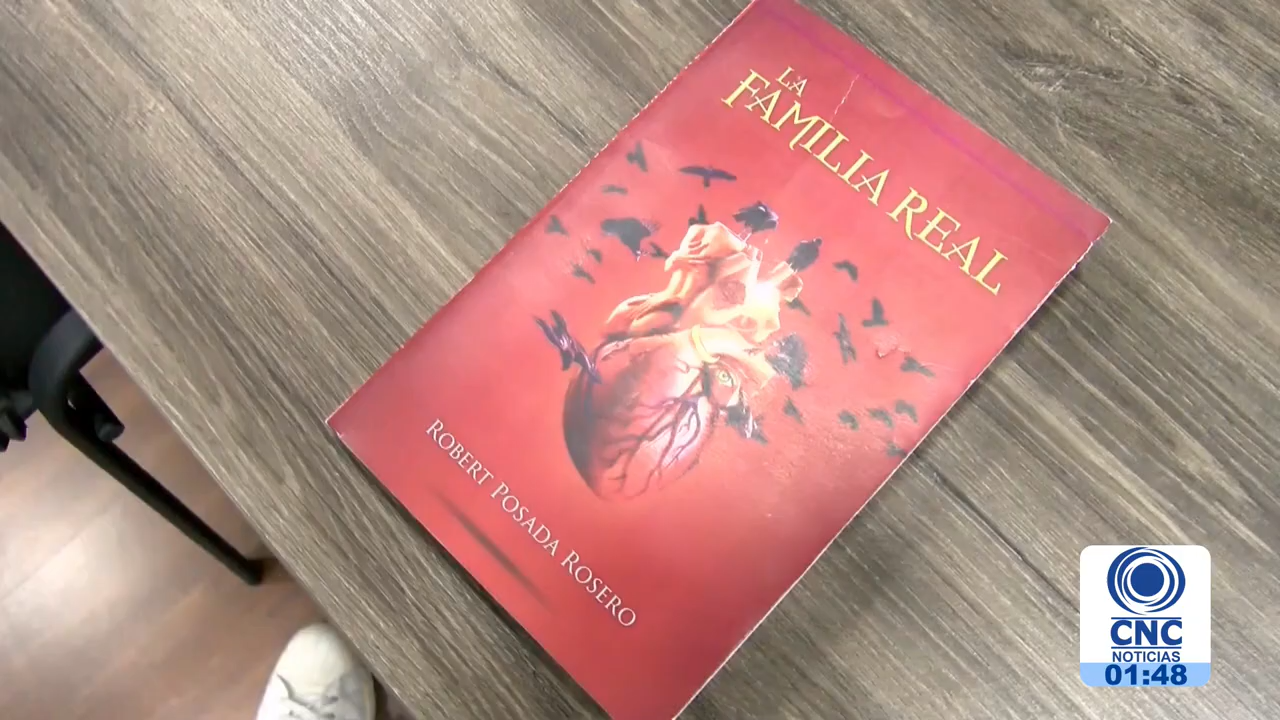 LA
FAMILIA REAL
ROBERT POSADA ROSERO
CNC
NOTICIAS
01:48